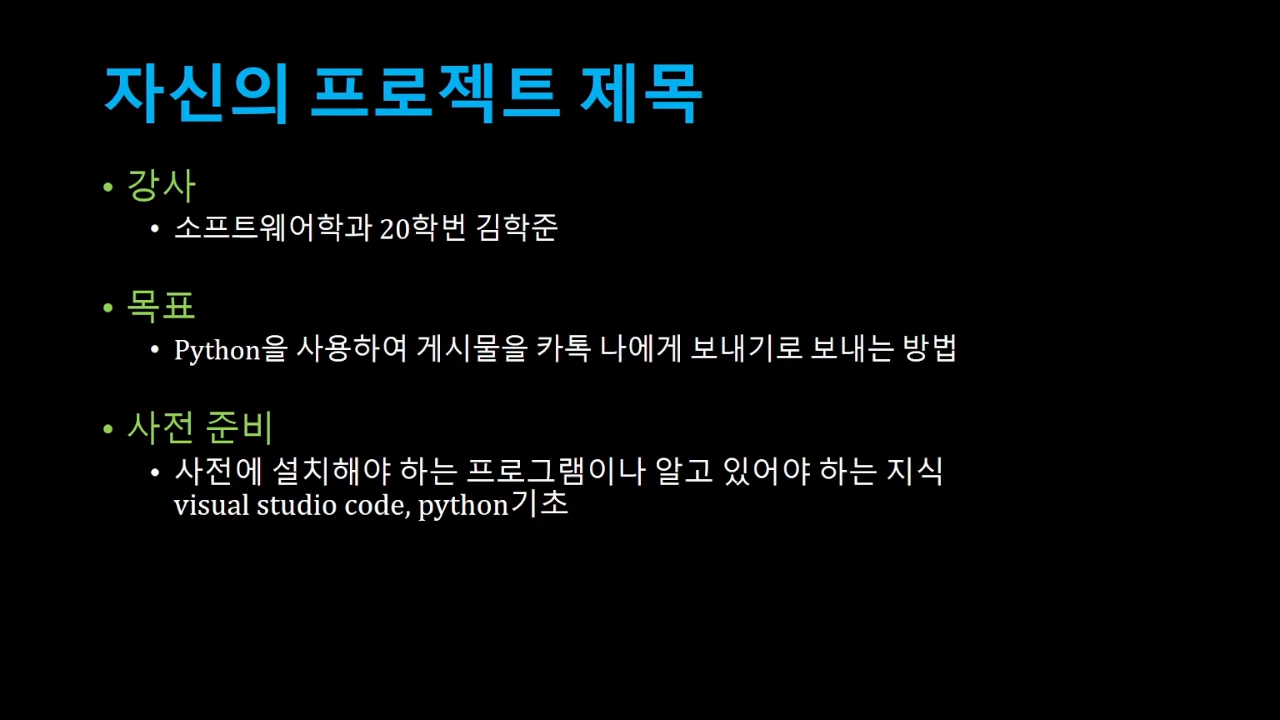 자신의 프로젝트 제목
• 강사
• 소프트웨어학과 20학번 김학준
• 목표
• Python을 사용하여 게시물을 카톡 나에게 보내기로 보내는 방법
• 사전 준비
• 사전에 설치해야 하는 프로그램이나 알고 있어야 하는 지식
visual studio code, python기초